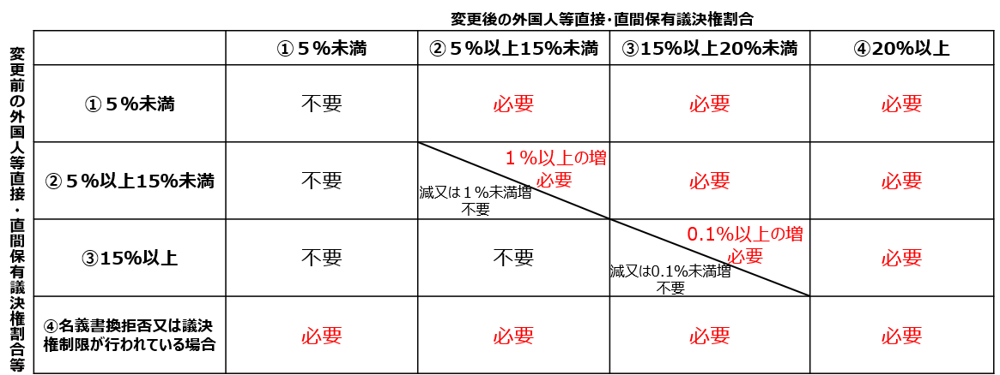 変更後の外国人等直接・直間保有議決権割合
変更前の外国人等直接・直間保有議決権割合等
①５％未満
②５％以上15％未満
③15％以上20％未満
④20％以上
①５％未満
不要
必要
必要
必要
②５％以上15％未満
不要
１％以上の増
必要
減又は１％未満増
不要
必要
必要
③15％以上
不要
不要
0.1％以上の増
必要
減又は0.1％未満増
不要
必要
④名義書換拒否又は議決
権制限が行われている場合
必要
必要
必要
必要